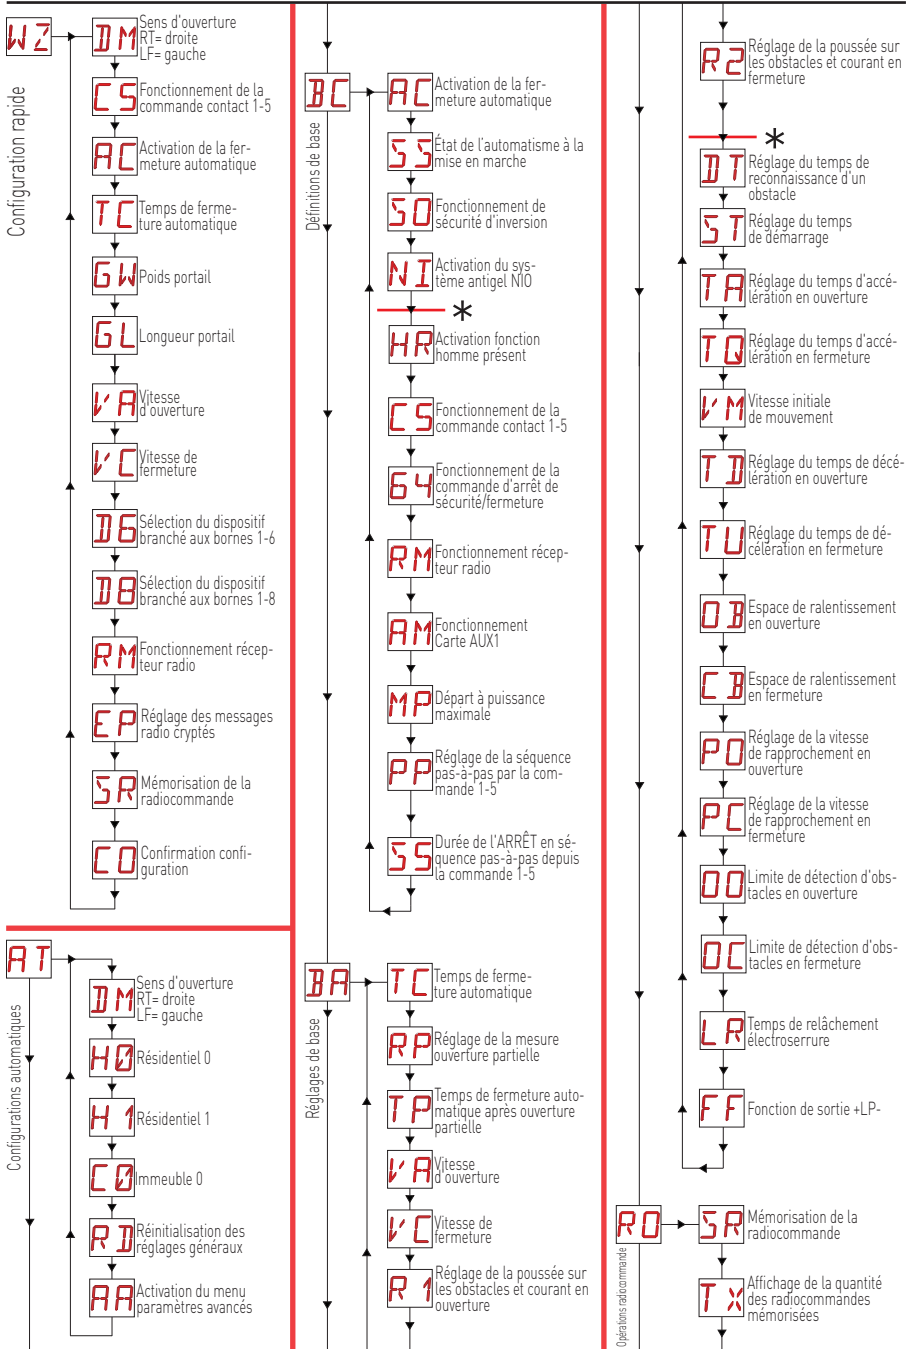 WZ
Configuration rapide
DM
Sens d'ouverture
RT= droite
LF= gauche
CS
Fonctionnement de la
commande contact 1-5
AC
Activation de la fer-
meture automatique
TC
Temps de ferme-
ture automatique
GW
Poids portail
GL
Longueur portail
VA
Vitesse
d'ouverture
VC
Vitesse de
fermeture
D6
Sélection du dispositif
branché aux bornes 1-6
D8
Sélection du dispositif
branché aux bornes 1-8
RM
Fonctionnement récep-
teur radio
EP
Réglage des messages
radio cryptés
SR
Mémorisation de la
radiocommande
CO
Confirmation confi-
guration
AT
Configurations automatiques
DM
Sens d'ouverture
RT= droite
LF= gauche
H0
Résidentiel 0
H1
Résidentiel 1
C0
Immeuble 0
RD
Réinitialisation des
réglages généraux
AA
Activation du menu
paramètres avancés
BC
Définitions de base
AC
Activation de la fer-
meture automatique
SS
État de l'automatisme à la
mise en marche
SO
Fonctionnement de
sécurité d'inversion
NI
Activation du sys-
tème antigel NIO
*
HR
Activation fonction
homme présent
CS
Fonctionnement de la
commande contact 1-5
64
Fonctionnement de la
commande d'arrêt de
sécurité/fermeture
RM
Fonctionnement récep-
teur radio
AM
Fonctionnement
Carte AUX1
MP
Départ à puissance
maximale
PP
Réglage de la séquence
pas-à-pas par la com-
mande 1-5
S5
Durée de l'ARRÊT en sé-
quence pas-à-pas depuis
la commande 1-5
BA
Réglages de base
TC
Temps de ferme-
ture automatique
RP
Réglage de la mesure
ouverture partielle
TP
Temps de fermeture auto-
matique après ouverture
partielle
VA
Vitesse
d'ouverture
VC
Vitesse de
fermeture
R1
Réglage de la poussée sur
les obstacles et courant en
ouverture
R2
Réglage de la poussée sur
les obstacles et courant en
fermeture
*
DT
Réglage du temps de
reconnaissance d'un
obstacle
ST
Réglage du temps
de démarrage
TA
Réglage du temps d'accé-
lération en ouverture
TQ
Réglage du temps d'accé-
lération en fermeture
VM
Vitesse initiale
de mouvement
TD
Réglage du temps de décé-
lération en ouverture
TU
Réglage du temps de dé-
célération en fermeture
OB
Espace de ralentissement
en ouverture
CB
Espace de ralentissement
en fermeture
PO
Réglage de la vitesse
de rapprochement en
ouverture
PC
Réglage de la vitesse
de rapprochement en
fermeture
OO
Limite de détection d'obs-
tacles en ouverture
OC
Limite de détection d'obs-
tacles en fermeture
LR
Temps de relâchement
électroserrure
FF
Fonction de sortie +LP-
RO
Opérations radiocommande
SR
Mémorisation de la
radiocommande
TX
Affichage de la quantité
des radiocommandes
mémorisées